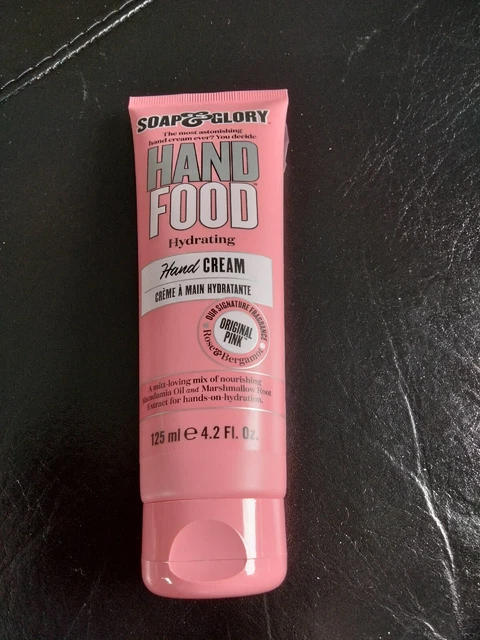 SOAP & GLORY
The most astonishing
hand cream ever? You decide
HAND
FOOD™
Hydrating
Hand CREAM
CRÈME À MAIN HYDRATANTE
OUR SIGNATURE FRAGRANCE
ORIGINAL
PINK
Rose & Bergamot
A mitt-loving mix of nourishing
Macadamia Oil and Marshmallow Root
Extract for hands-on-hydration.
125 ml ℮ 4.2 Fl. Oz.